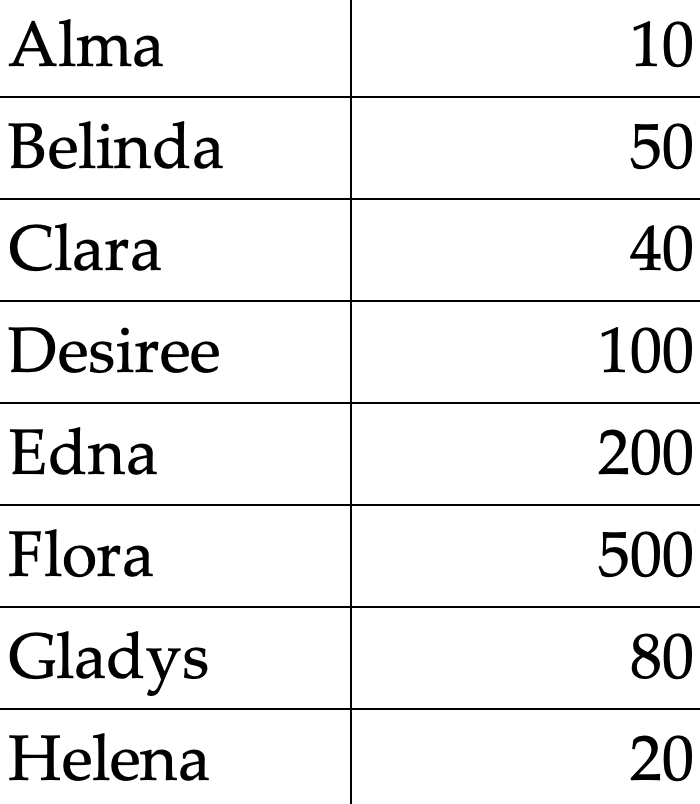 Alma 10
Belinda 50
Clara 40
Desiree 100
Edna 200
Flora 500
Gladys 80
Helena 20